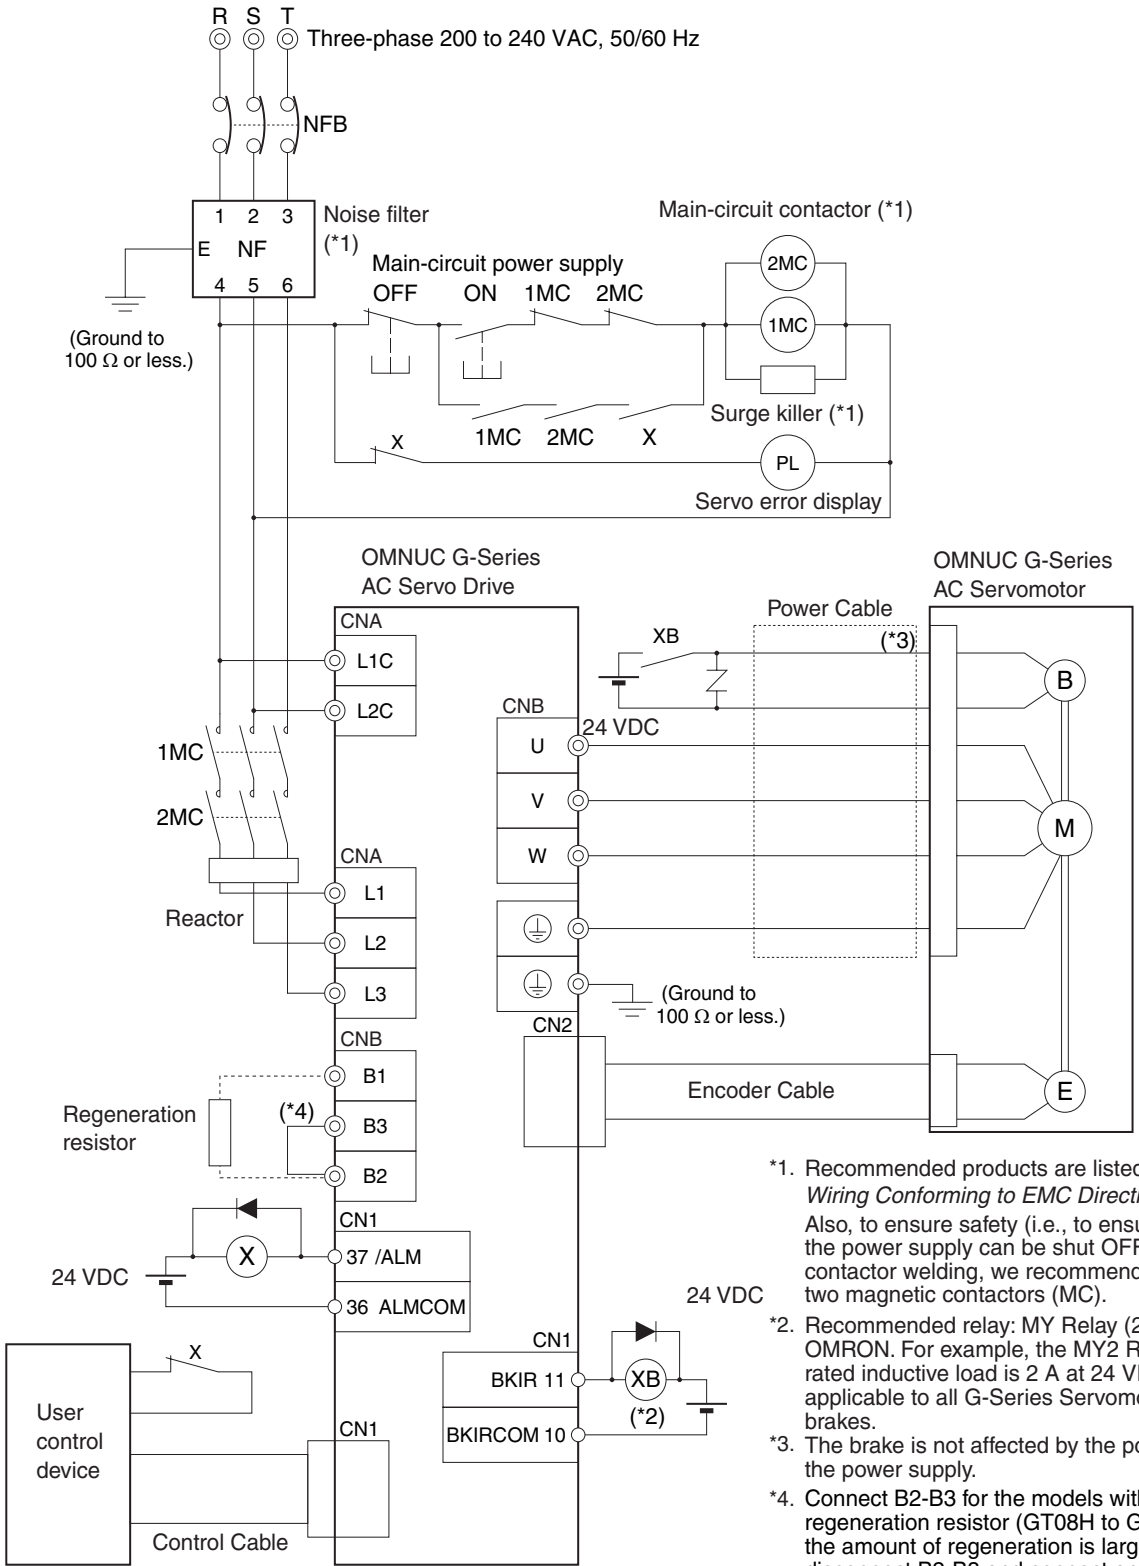 R S T
Three-phase 200 to 240 VAC, 50/60 Hz
NFB
1 2 3
E NF
4 5 6
Noise filter
(*1)
(Ground to
100 Ω or less.)
Main-circuit power supply
OFF ON 1MC 2MC
Main-circuit contactor (*1)
2MC
1MC
Surge killer (*1)
1MC 2MC X
X
PL
Servo error display
OMNUC G-Series
AC Servo Drive
OMNUC G-Series
AC Servomotor
CNA
L1C
L2C
1MC
2MC
Reactor
CNA
L1
L2
L3
XB
Power Cable
(*3)
24 VDC
CNB
U
V
W
B
M
E
(Ground to
100 Ω or less.)
CN2
Encoder Cable
CNB
B1
B3
B2
(*4)
Regeneration
resistor
CN1
37 /ALM
36 ALMCOM
X
24 VDC
24 VDC
CN1
BKIR 11
BKIRCOM 10
XB
(*2)
X
User
control
device
CN1
Control Cable
*1. Recommended products are listed
Wiring Conforming to EMC
Also, to ensure safety (i.e., to
the power supply can be shut OFF
contactor welding, we recommend
two magnetic contactors (MC).
*2. Recommended relay: MY Relay
OMRON. For example, the MY2
rated inductive load is 2 A at 24
applicable to all G-Series
brakes.
*3. The brake is not affected by the
the power supply.
*4. Connect B2-B3 for the models
regeneration resistor (GT08H to
the amount of regeneration is